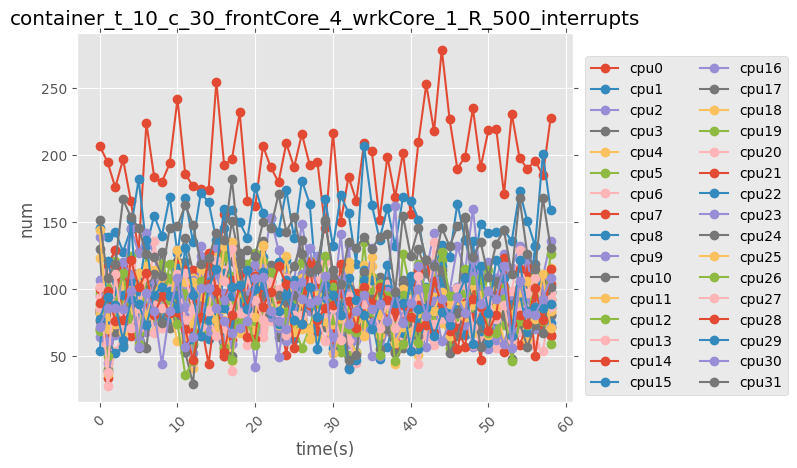 container_t_10_c_30_frontCore_4_wrkCore_1_R_500_interrupts
num
250
200
150
100
50
0
10
20
30
40
50
60
time(s)
cpu0
cpu1
cpu2
cpu3
cpu4
cpu5
cpu6
cpu7
cpu8
cpu9
cpu10
cpu11
cpu12
cpu13
cpu14
cpu15
cpu16
cpu17
cpu18
cpu19
cpu20
cpu21
cpu22
cpu23
cpu24
cpu25
cpu26
cpu27
cpu28
cpu29
cpu30
cpu31